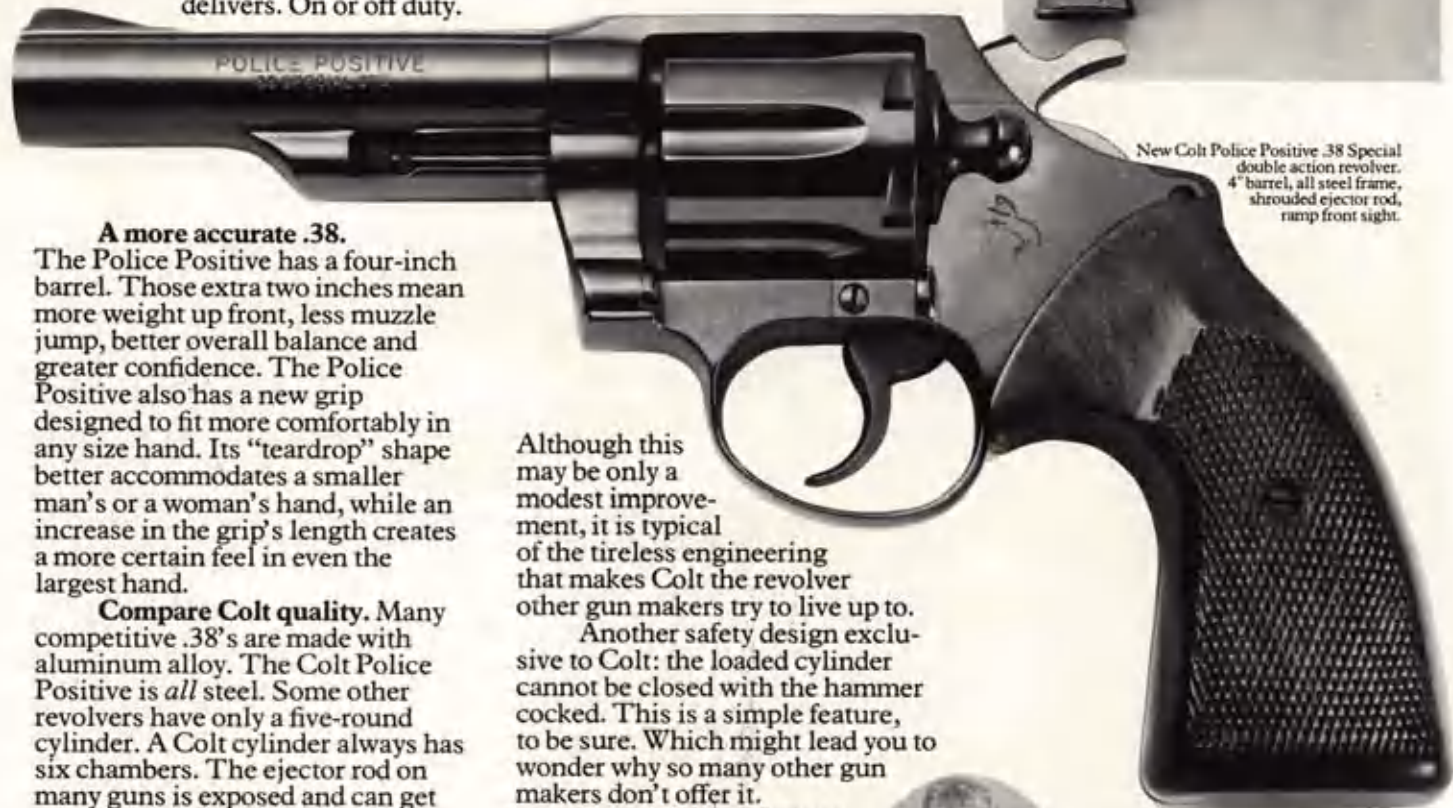 delivers. On or off duty.
POLICE POSITIVE
New Colt Police Positive .38 Special
double action revolver.
4" barrel, all steel frame,
shrouded ejector rod,
ramp front sight.
A more accurate .38.
The Police Positive has a four-inch
barrel. Those extra two inches mean
more weight up front, less muzzle
jump, better overall balance and
greater confidence. The Police
Positive also has a new grip
designed to fit more comfortably in
any size hand. Its “teardrop” shape
better accommodates a smaller
man's or a woman's hand, while an
increase in the grip's length creates
a more certain feel in even the
largest hand.
Compare Colt quality. Many
competitive .38's are made with
aluminum alloy. The Colt Police
Positive is all steel. Some other
revolvers have only a five-round
cylinder. A Colt cylinder always has
six chambers. The ejector rod on
many guns is exposed and can get
Although this
may be only a
modest improve-
ment, it is typical
of the tireless engineering
that makes Colt the revolver
other gun makers try to live up to.
Another safety design exclu-
sive to Colt: the loaded cylinder
cannot be closed with the hammer
cocked. This is a simple feature,
to be sure. Which might lead you to
wonder why so many other gun
makers don't offer it.